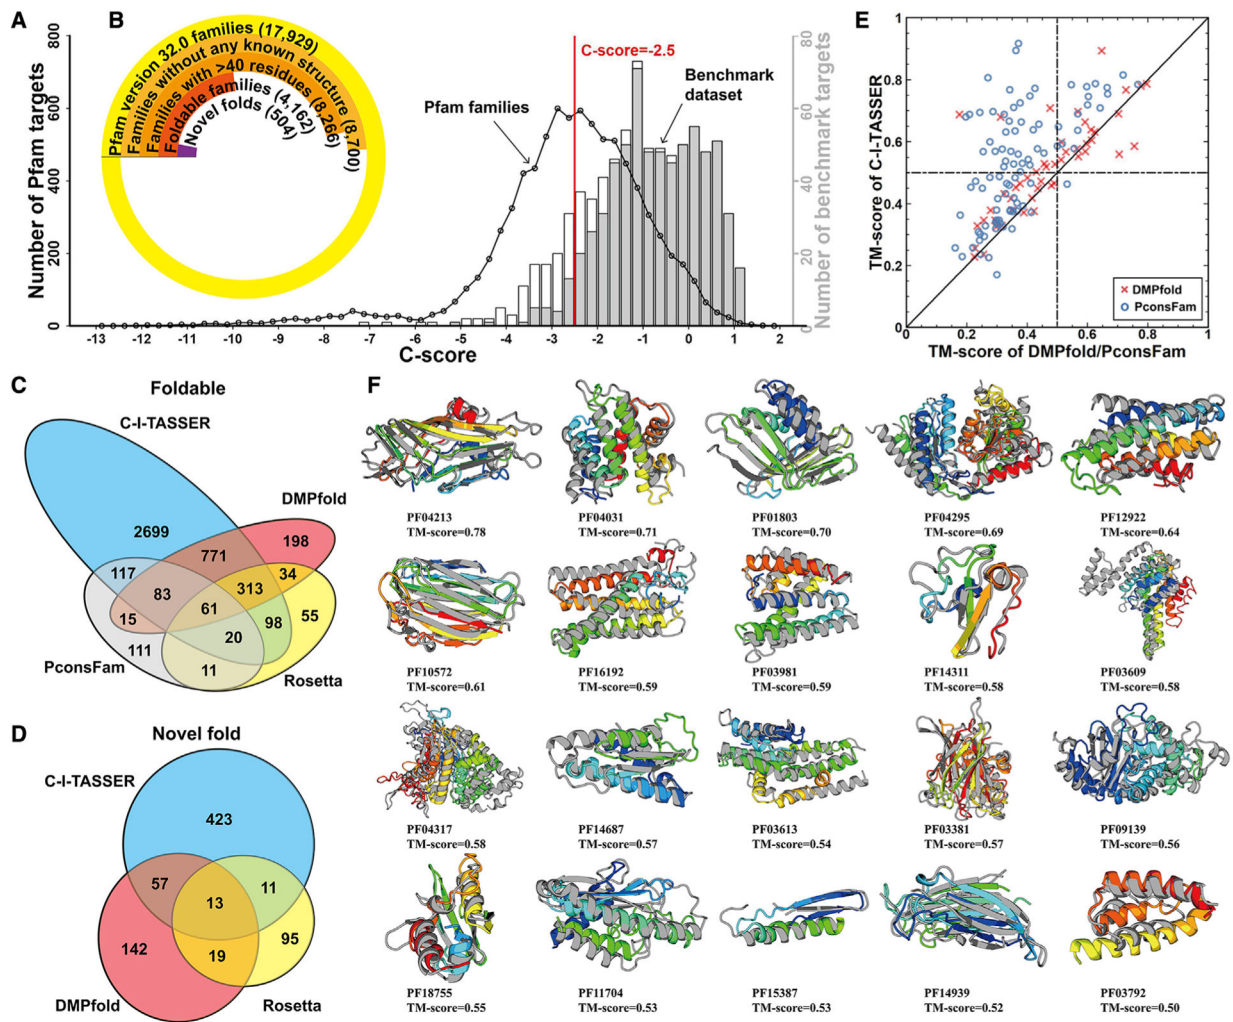 A
B
E
Number of Pfam targets
800
600
400
200
0
Pfam version 32.0 families (17,929)
Families without any known structure (8,700)
Families with >40 residues (8,266)
Foldable families (4,162)
Novel folds (504)
C-score=-2.5
Pfam families
Benchmark
dataset
80
60
40
20
0
Number of benchmark targets
-13 -12 -11 -10 -9 -8 -7 -6 -5 -4 -3 -2 -1 0 1 2
C-score
TM-score of C-I-TASSER
1
0.8
0.6
0.4
0.2
0
DMPfold
PconsFam
0 0.2 0.4 0.6 0.8 1
TM-score of DMPfold/PconsFam
C
Foldable
C-I-TASSER
DMPfold
2699
198
771
117
34
83
313
61
15
98
55
20
111
11
PconsFam
Rosetta
D
Novel fold
C-I-TASSER
423
57
11
13
142
19
95
DMPfold
Rosetta
F
PF04213 PF04031 PF01803 PF04295 PF12922
TM-score=0.78 TM-score=0.71 TM-score=0.70 TM-score=0.69 TM-score=0.64
PF10572 PF16192 PF03981 PF14311 PF03609
TM-score=0.61 TM-score=0.59 TM-score=0.59 TM-score=0.58 TM-score=0.58
PF04317 PF14687 PF03613 PF03381 PF09139
TM-score=0.58 TM-score=0.57 TM-score=0.54 TM-score=0.57 TM-score=0.56
PF18755 PF11704 PF15387 PF14939 PF03792
TM-score=0.55 TM-score=0.53 TM-score=0.53 TM-score=0.52 TM-score=0.50